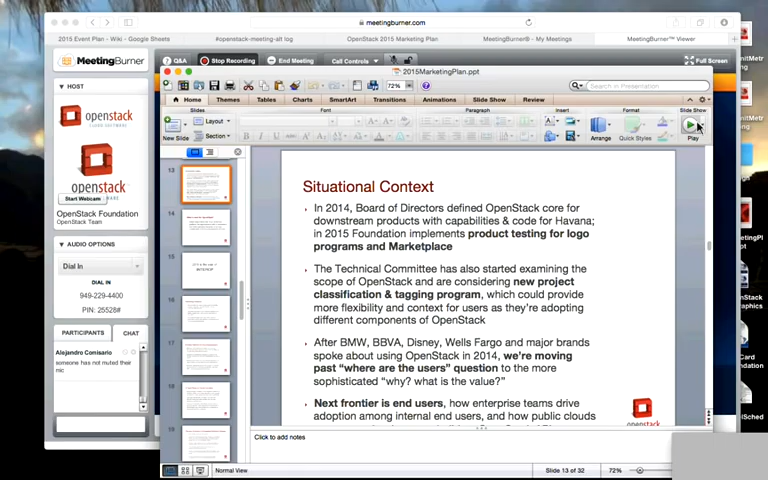 meetingburner.com
2015 Event Plan - Wiki - Google Sheets
#openstack-meeting-alt log
OpenStack 2015 Marketing Plan
MeetingBurner® - My Meetings
MeetingBurner™ Viewer
MeetingBurner
Q&A
Stop Recording
End Meeting
Call Controls
Full Screen
HOST
openstack
CLOUD SOFTWARE
openstack
Start Webcam
OpenStack Foundation
OpenStack Team
AUDIO OPTIONS
Dial In
DIAL IN
949-229-4400
PIN: 25528#
PARTICIPANTS
CHAT
Alejandro Comisario
someone has not muted their
mic
2015MarketingPlan.ppt
72%
Search in Presentation
Home
Themes
Tables
Charts
SmartArt
Transitions
Animations
Slide Show
Review
Slides
Font
Paragraph
Insert
Format
Slide Show
New Slide
Layout
Section
Arrange
Quick Styles
Play
13
14
15
16
17
18
19
Situational Context
In 2014, Board of Directors defined OpenStack core for
downstream products with capabilities & code for Havana;
in 2015 Foundation implements product testing for logo
programs and Marketplace
The Technical Committee has also started examining the
scope of OpenStack and are considering new project
classification & tagging program, which could provide
more flexibility and context for users as they're adopting
different components of OpenStack
After BMW, BBVA, Disney, Wells Fargo and major brands
spoke about using OpenStack in 2014, we're moving
past "where are the users" question to the more
sophisticated "why? what is the value?"
Next frontier is end users, how enterprise teams drive
adoption among internal end users, and how public clouds
Click to add notes
Normal View
Slide 13 of 32
72%